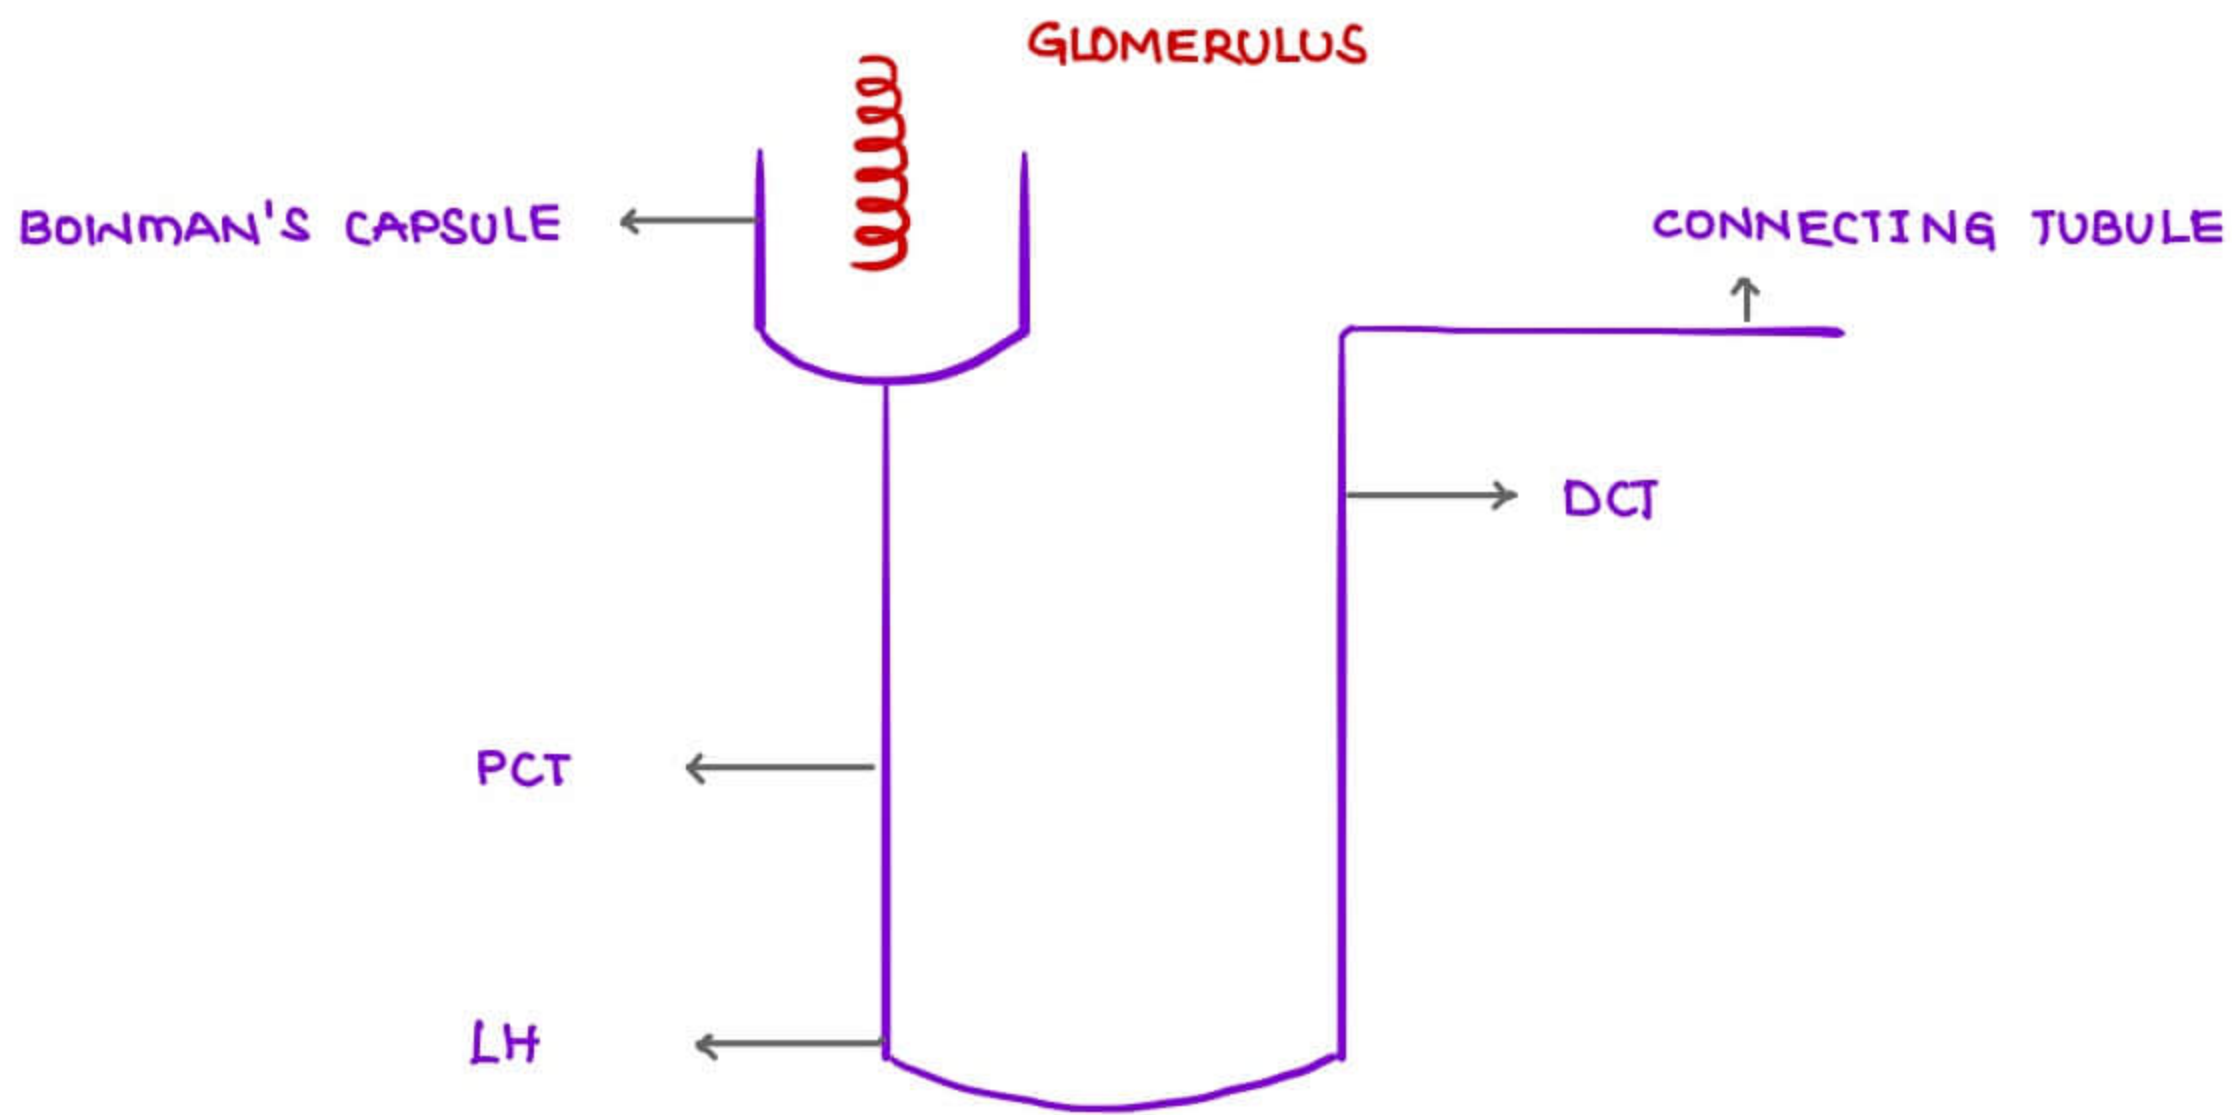 GLOMERULUS
BOWMAN'S CAPSULE
CONNECTING TUBULE
DCT
PCT
LH